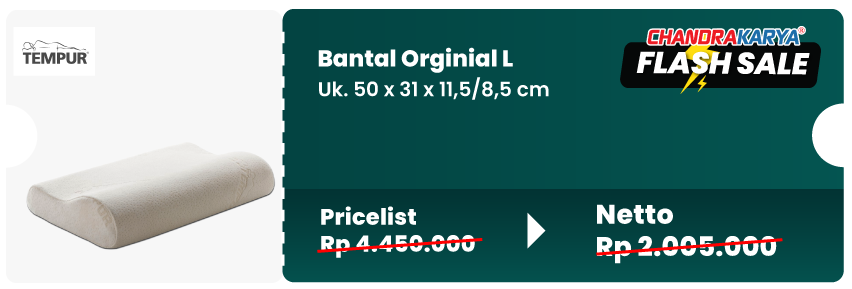 TEMPUR
Bantal Orginial L
Uk. 50 x 31 x 11,5/8,5 cm
CHANDRAKARYA®
FLASH SALE
Pricelist
Rp 4.450.000
Netto
Rp 2.005.000